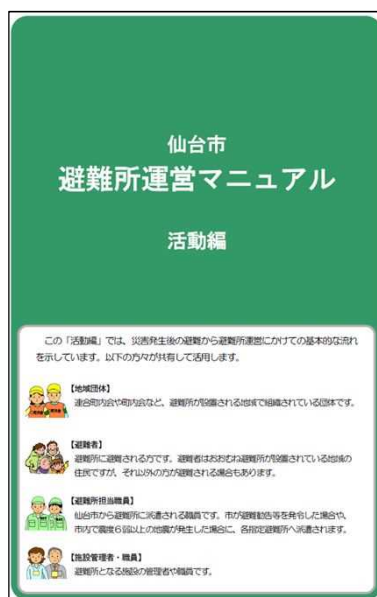 仙台市
避難所運営マニュアル
活動編
この「活動編」では、災害発生後の避難から避難所運営にかけての基本的な流れ
を示しています。以下の方々が共有して活用します。
【地域団体】
連合町内会や町内会など、避難所が設置される地域で組織されている団体です。
【避難者】
避難所に避難される方です。避難者はおおむね避難所が設置されている地域の
住民ですが、それ以外の方が避難される場合もあります。
【避難所担当職員】
仙台市から避難所に派遣される職員です。市が避難勧告等を発令した場合や、
市内で震度6弱以上の地震が発生した場合に、各指定避難所へ派遣されます。
【施設管理者・職員】
避難所となる施設の管理者や職員です。